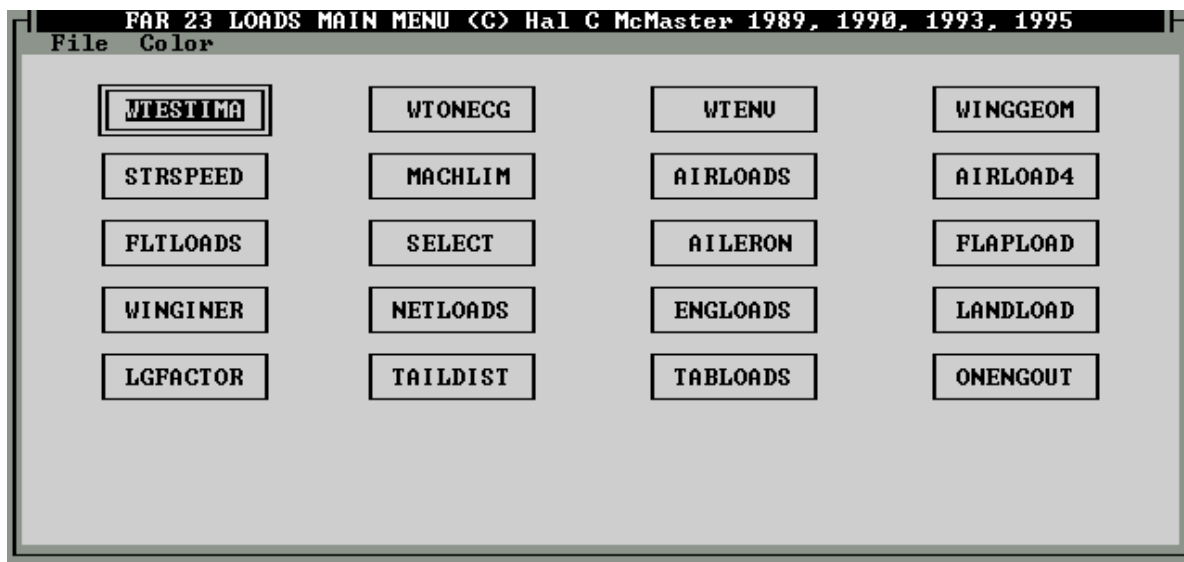 FAR 23 LOADS MAIN MENU (C) Hal C McMaster 1989, 1990, 1993, 1995
File Color
WTESTIMA WTONECG WTENV WINGGEOM
STRSPEED MACHLIM AIRLOADS AIRLOAD4
FLTLOADS SELECT AILERON FLAPLOAD
WINGINER NETLOADS ENGLOADS LANDLOAD
LGFACTOR TAILDIST TABLOADS ONENGOUT